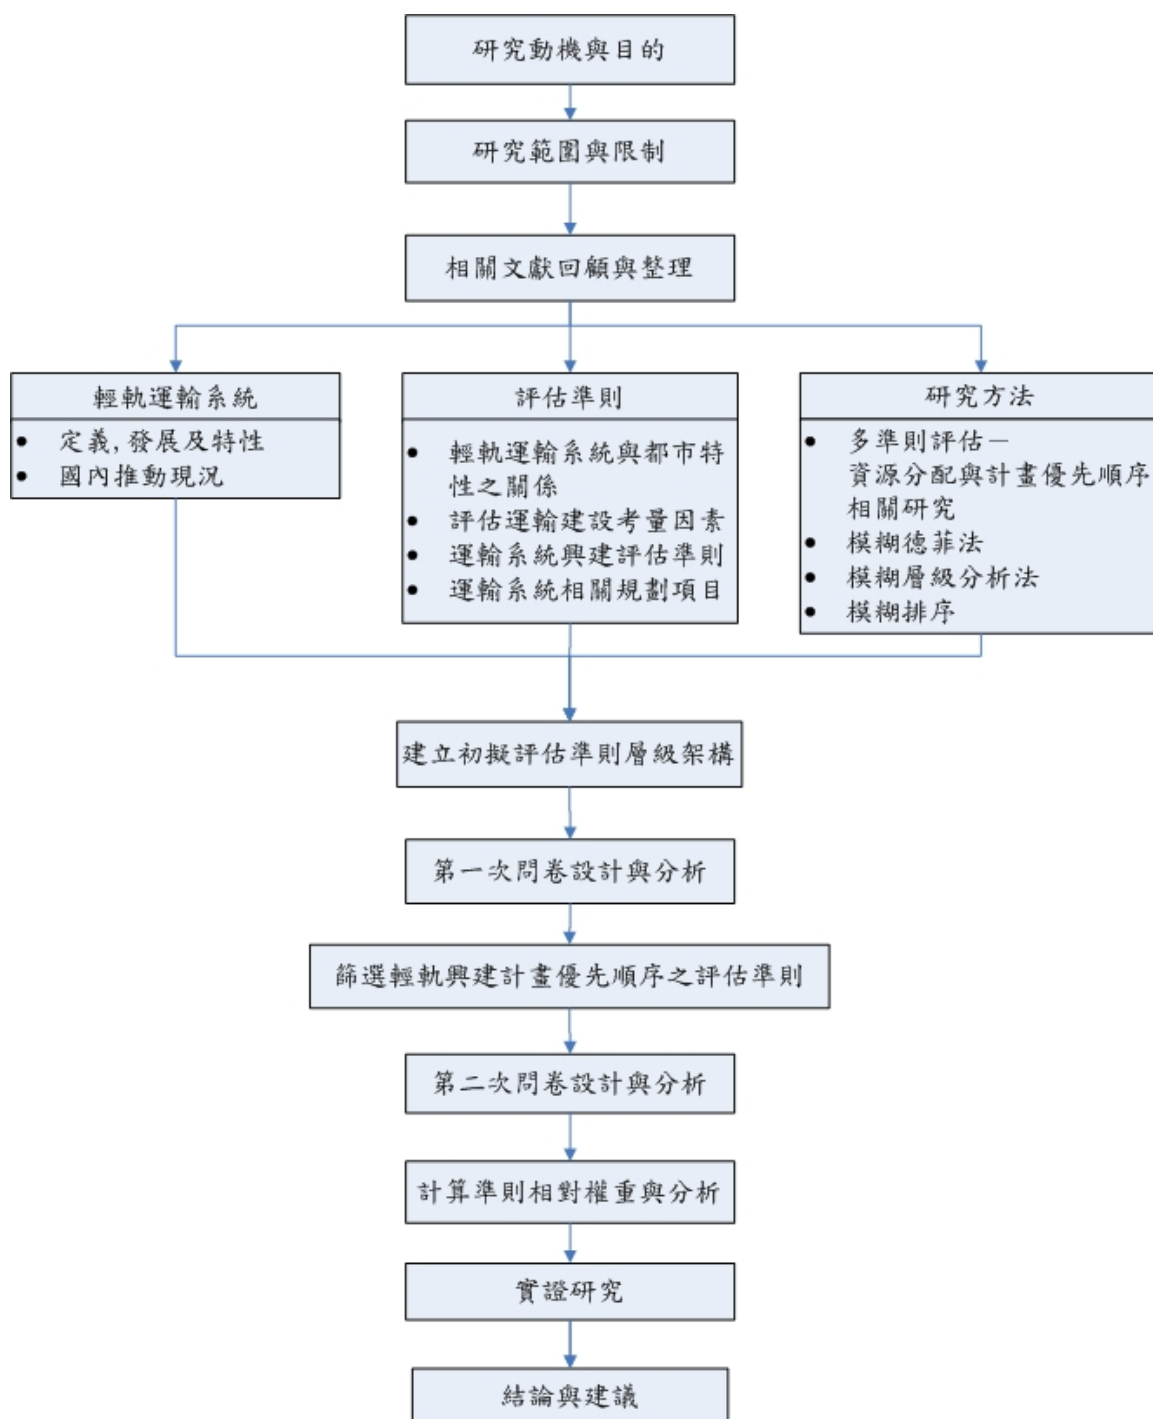 研究動機與目的
研究範圍與限制
相關文獻回顧與整理
輕軌運輸系統
● 定義,發展及特性
● 國內推動現況
評估準則
● 輕軌運輸系統與都市特
性之關係
● 評估運輸建設考量因素
● 運輸系統興建評估準則
● 運輸系統相關規劃項目
研究方法
● 多準則評估－
資源分配與計畫優先順序
相關研究
● 模糊德菲法
● 模糊層級分析法
● 模糊排序
建立初擬評估準則層級架構
第一次問卷設計與分析
篩選輕軌興建計畫優先順序之評估準則
第二次問卷設計與分析
計算準則相對權重與分析
實證研究
結論與建議